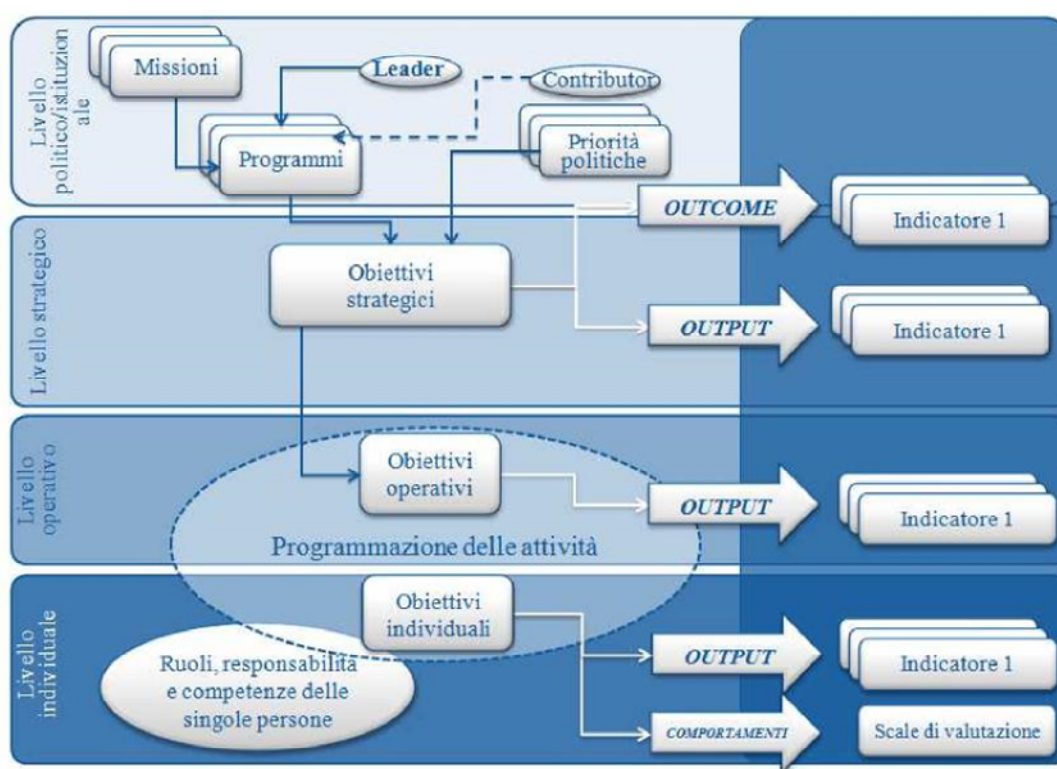 Livello
politico/istituzion
ale
Missioni
Leader
Contributor
Programmi
Priorità
politiche
OUTCOME
Indicatore 1
Livello strategico
Obiettivi
strategici
OUTPUT
Indicatore 1
Livello
operativo
Obiettivi
operativi
OUTPUT
Indicatore 1
Programmazione delle attività
Livello
individuale
Obiettivi
individuali
Ruoli, responsabilità
e competenze delle
singole persone
OUTPUT
Indicatore 1
COMPORTAMENTI
Scale di valutazione